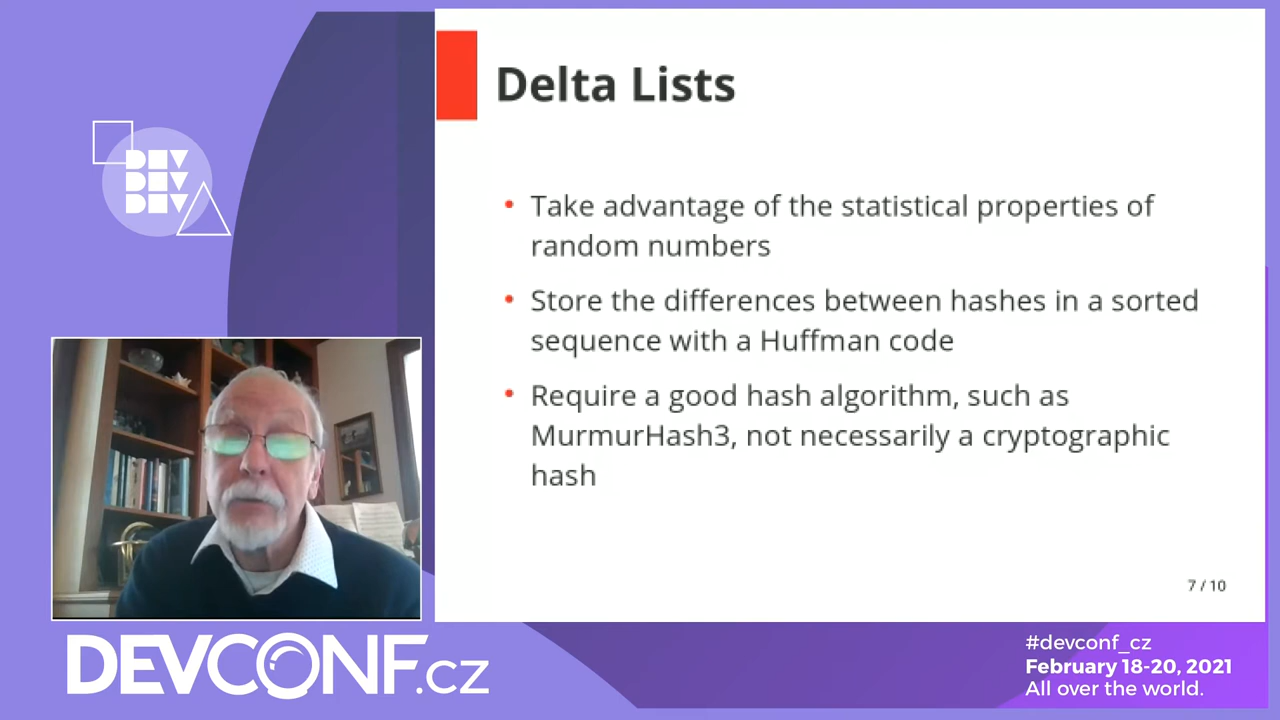 DEV
DEV
DEV
Delta Lists
• Take advantage of the statistical properties of
random numbers
• Store the differences between hashes in a sorted
sequence with a Huffman code
• Require a good hash algorithm, such as
MurmurHash3, not necessarily a cryptographic
hash
7 / 10
DEVCONF.cz
#devconf_cz
February 18-20, 2021
All over the world.